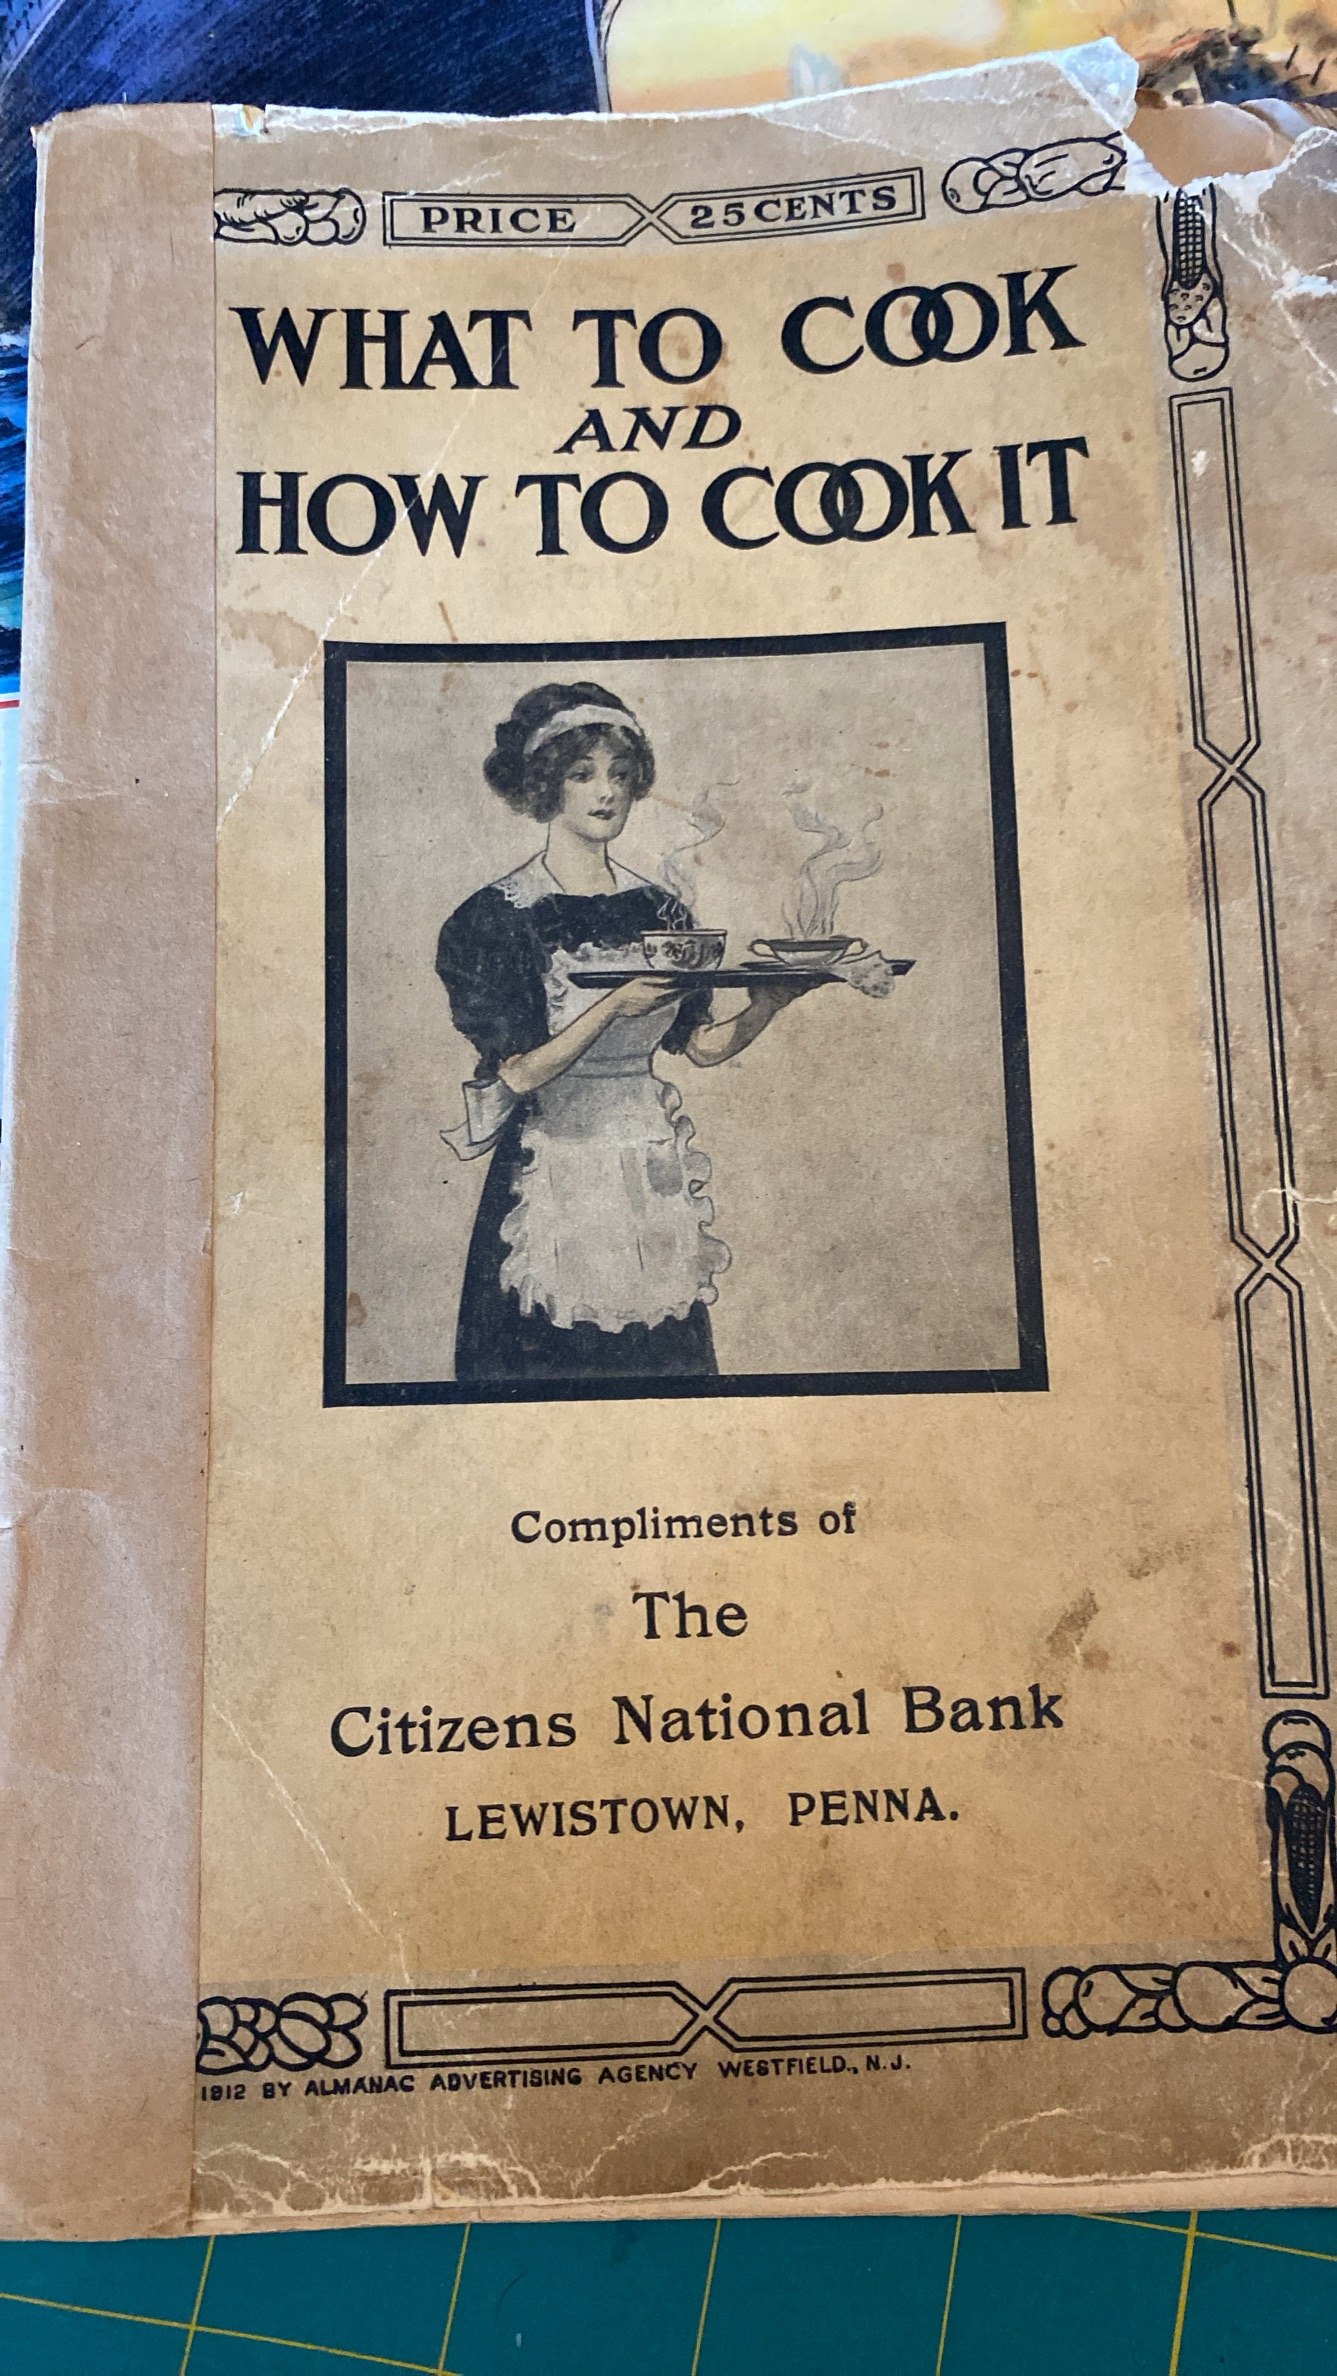 PRICE 25 CENTS
WHAT TO COOK
AND
HOW TO COOK IT
Compliments of
The
Citizens National Bank
LEWISTOWN, PENNA.
1912 BY ALMANAC ADVERTISING AGENCY WESTFIELD., N.J.